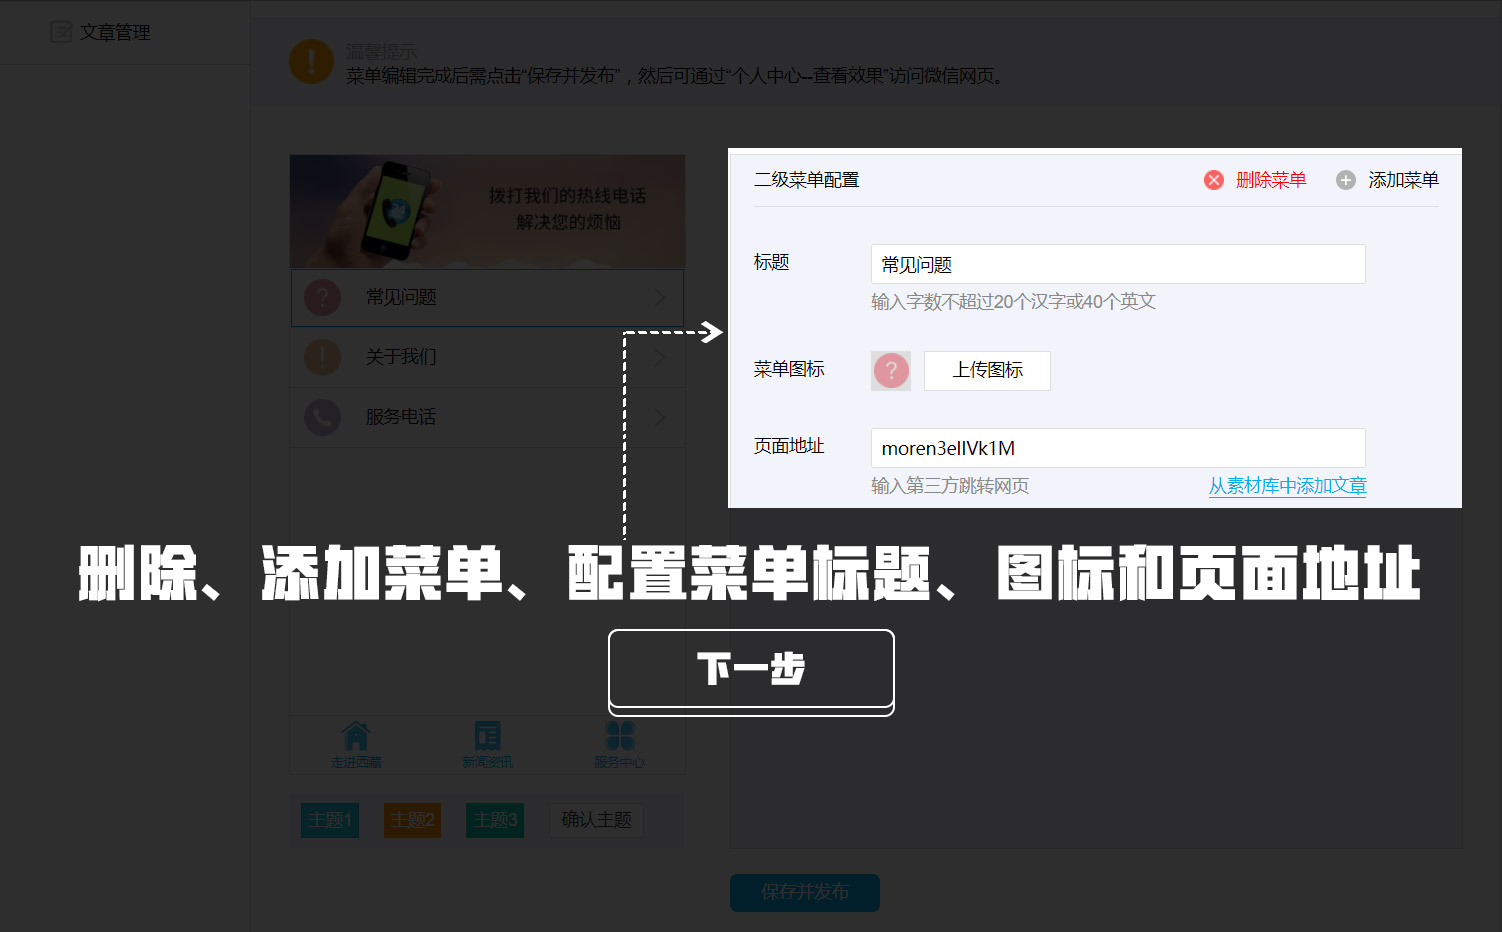 文章管理
温馨提示
菜单编辑完成后需点击“保存并发布”，然后可通过“个人中心--查看效果”访问微信网页。
拨打我们的热线电话
解决您的烦恼
常见问题
关于我们
服务电话
走进西藏
新闻资讯
服务中心
主题1
主题2
主题3
确认主题
二级菜单配置
删除菜单
添加菜单
标题
常见问题
输入字数不超过20个汉字或40个英文
菜单图标
上传图标
页面地址
moren3ellVk1M
输入第三方跳转网页
从素材库中添加文章
删除、添加菜单、配置菜单标题、图标和页面地址
下一步
保存并发布